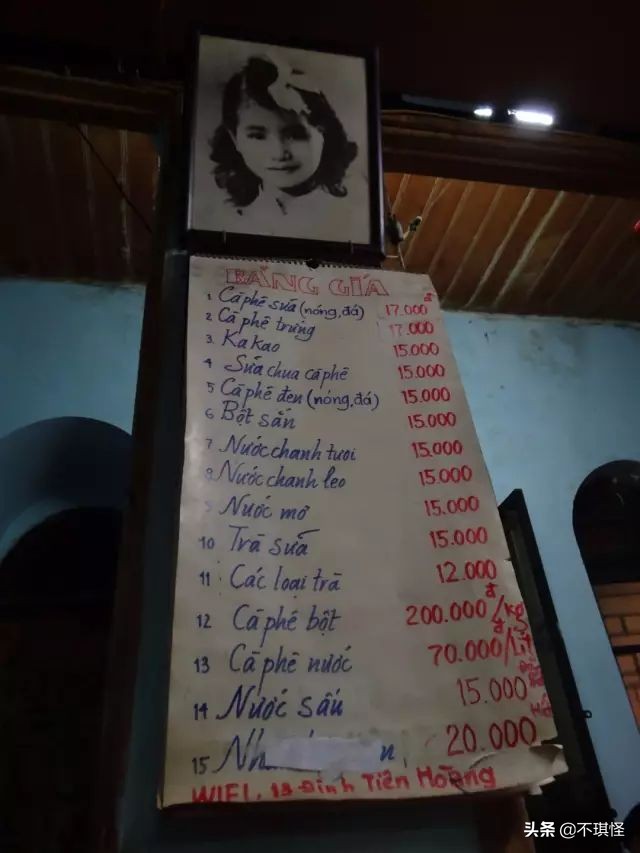 BẢNG GIÁ
1 Cà phê sữa (nóng, đá) 17.000đ
2 Cà phê trứng 17.000
3. Ka kao 15.000
4 Sữa chua cà phê 15.000
5 Cà phê đen (nóng, đá) 15.000
6 Bột sắn 15.000
7 Nước chanh tươi 15.000
8 Nước chanh leo 15.000
9 Nước mơ 15.000
10 Trà sữa 15.000
11 Các loại trà 12.000
12 Cà phê bột 200.000đ/kg
13 Cà phê nước 70.000đ/Lít
14 Nước sấu 15.000
15 Nh n 20.000
WIFI. 13 Đinh Tiên Hoàng
头条 @不琪怪